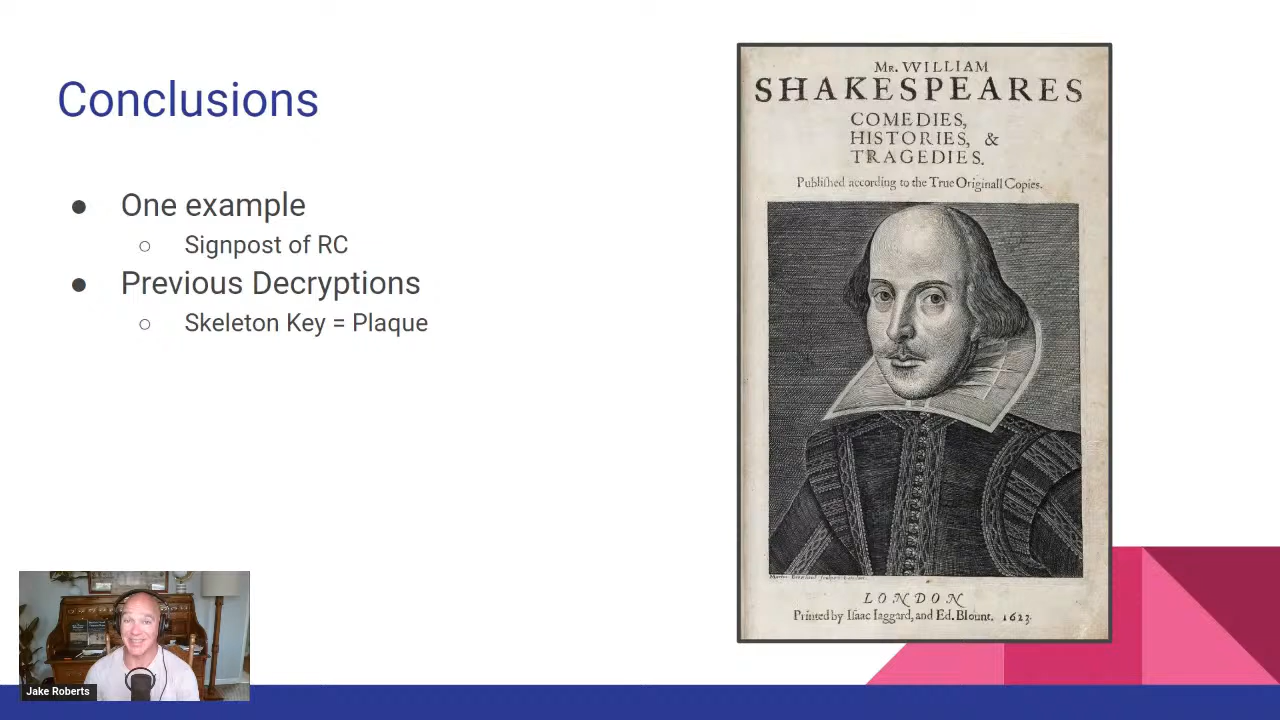 Conclusions
● One example
○ Signpost of RC
● Previous Decryptions
○ Skeleton Key = Plaque
Mr. WILLIAM
SHAKESPEARES
COMEDIES,
HISTORIES, &
TRAGEDIES.
Publiſhed according to the True Originall Copies.
LONDON
Printed by Iſaac Iaggard, and Ed. Blount. 1623.
Jake Roberts